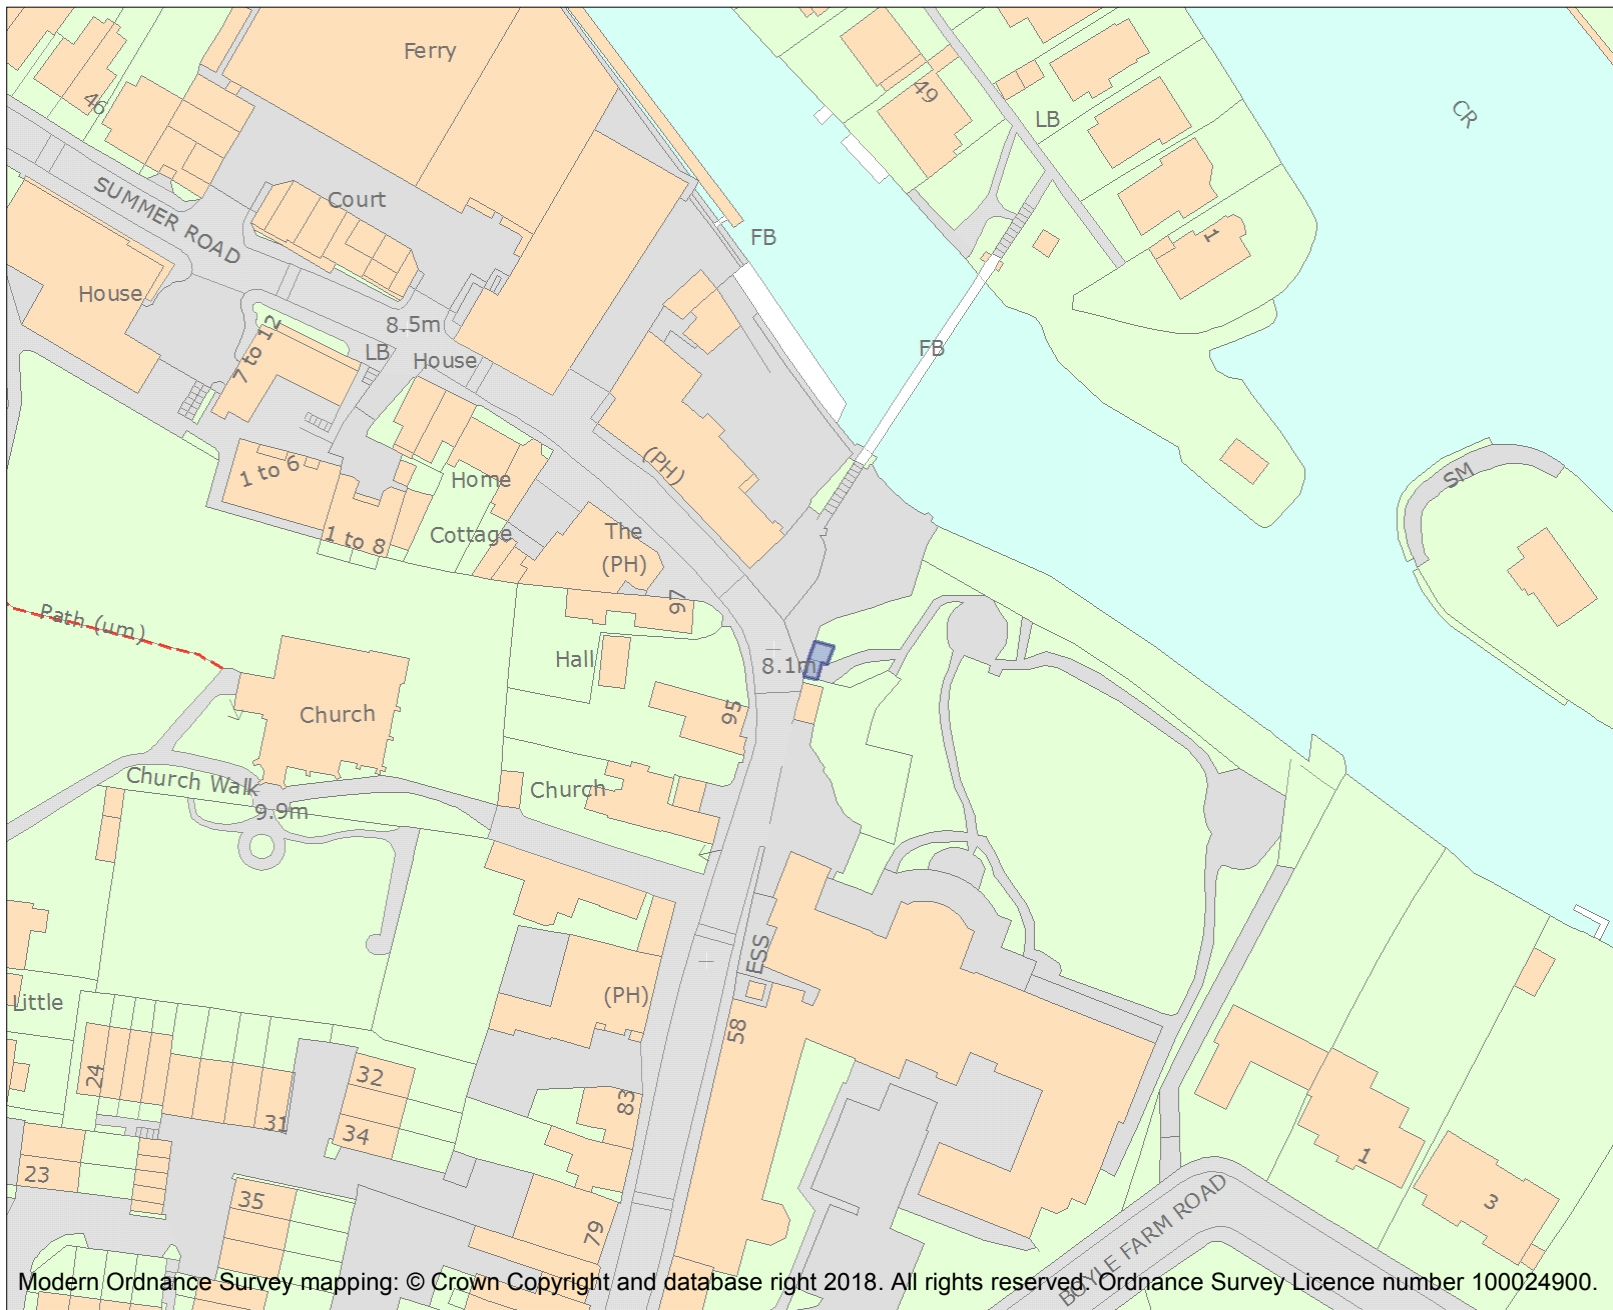 Ferry
46
49
LB
CR
SUMMER ROAD
Court
FB
1
House
8.5m
7 to 12
LB
House
FB
1 to 6
(PH)
Home
SM
Cottage
1 to 8
The
(PH)
97
Path (um)
Hall
8.1m
95
Church
Church Walk
Church
9.9m
ESS
Little
(PH)
58
24
32
83
31
34
1
23
35
3
79
BOYLE FARM ROAD
Modern Ordnance Survey mapping: © Crown Copyright and database right 2018. All rights reserved. Ordnance Survey Licence number 100024900.